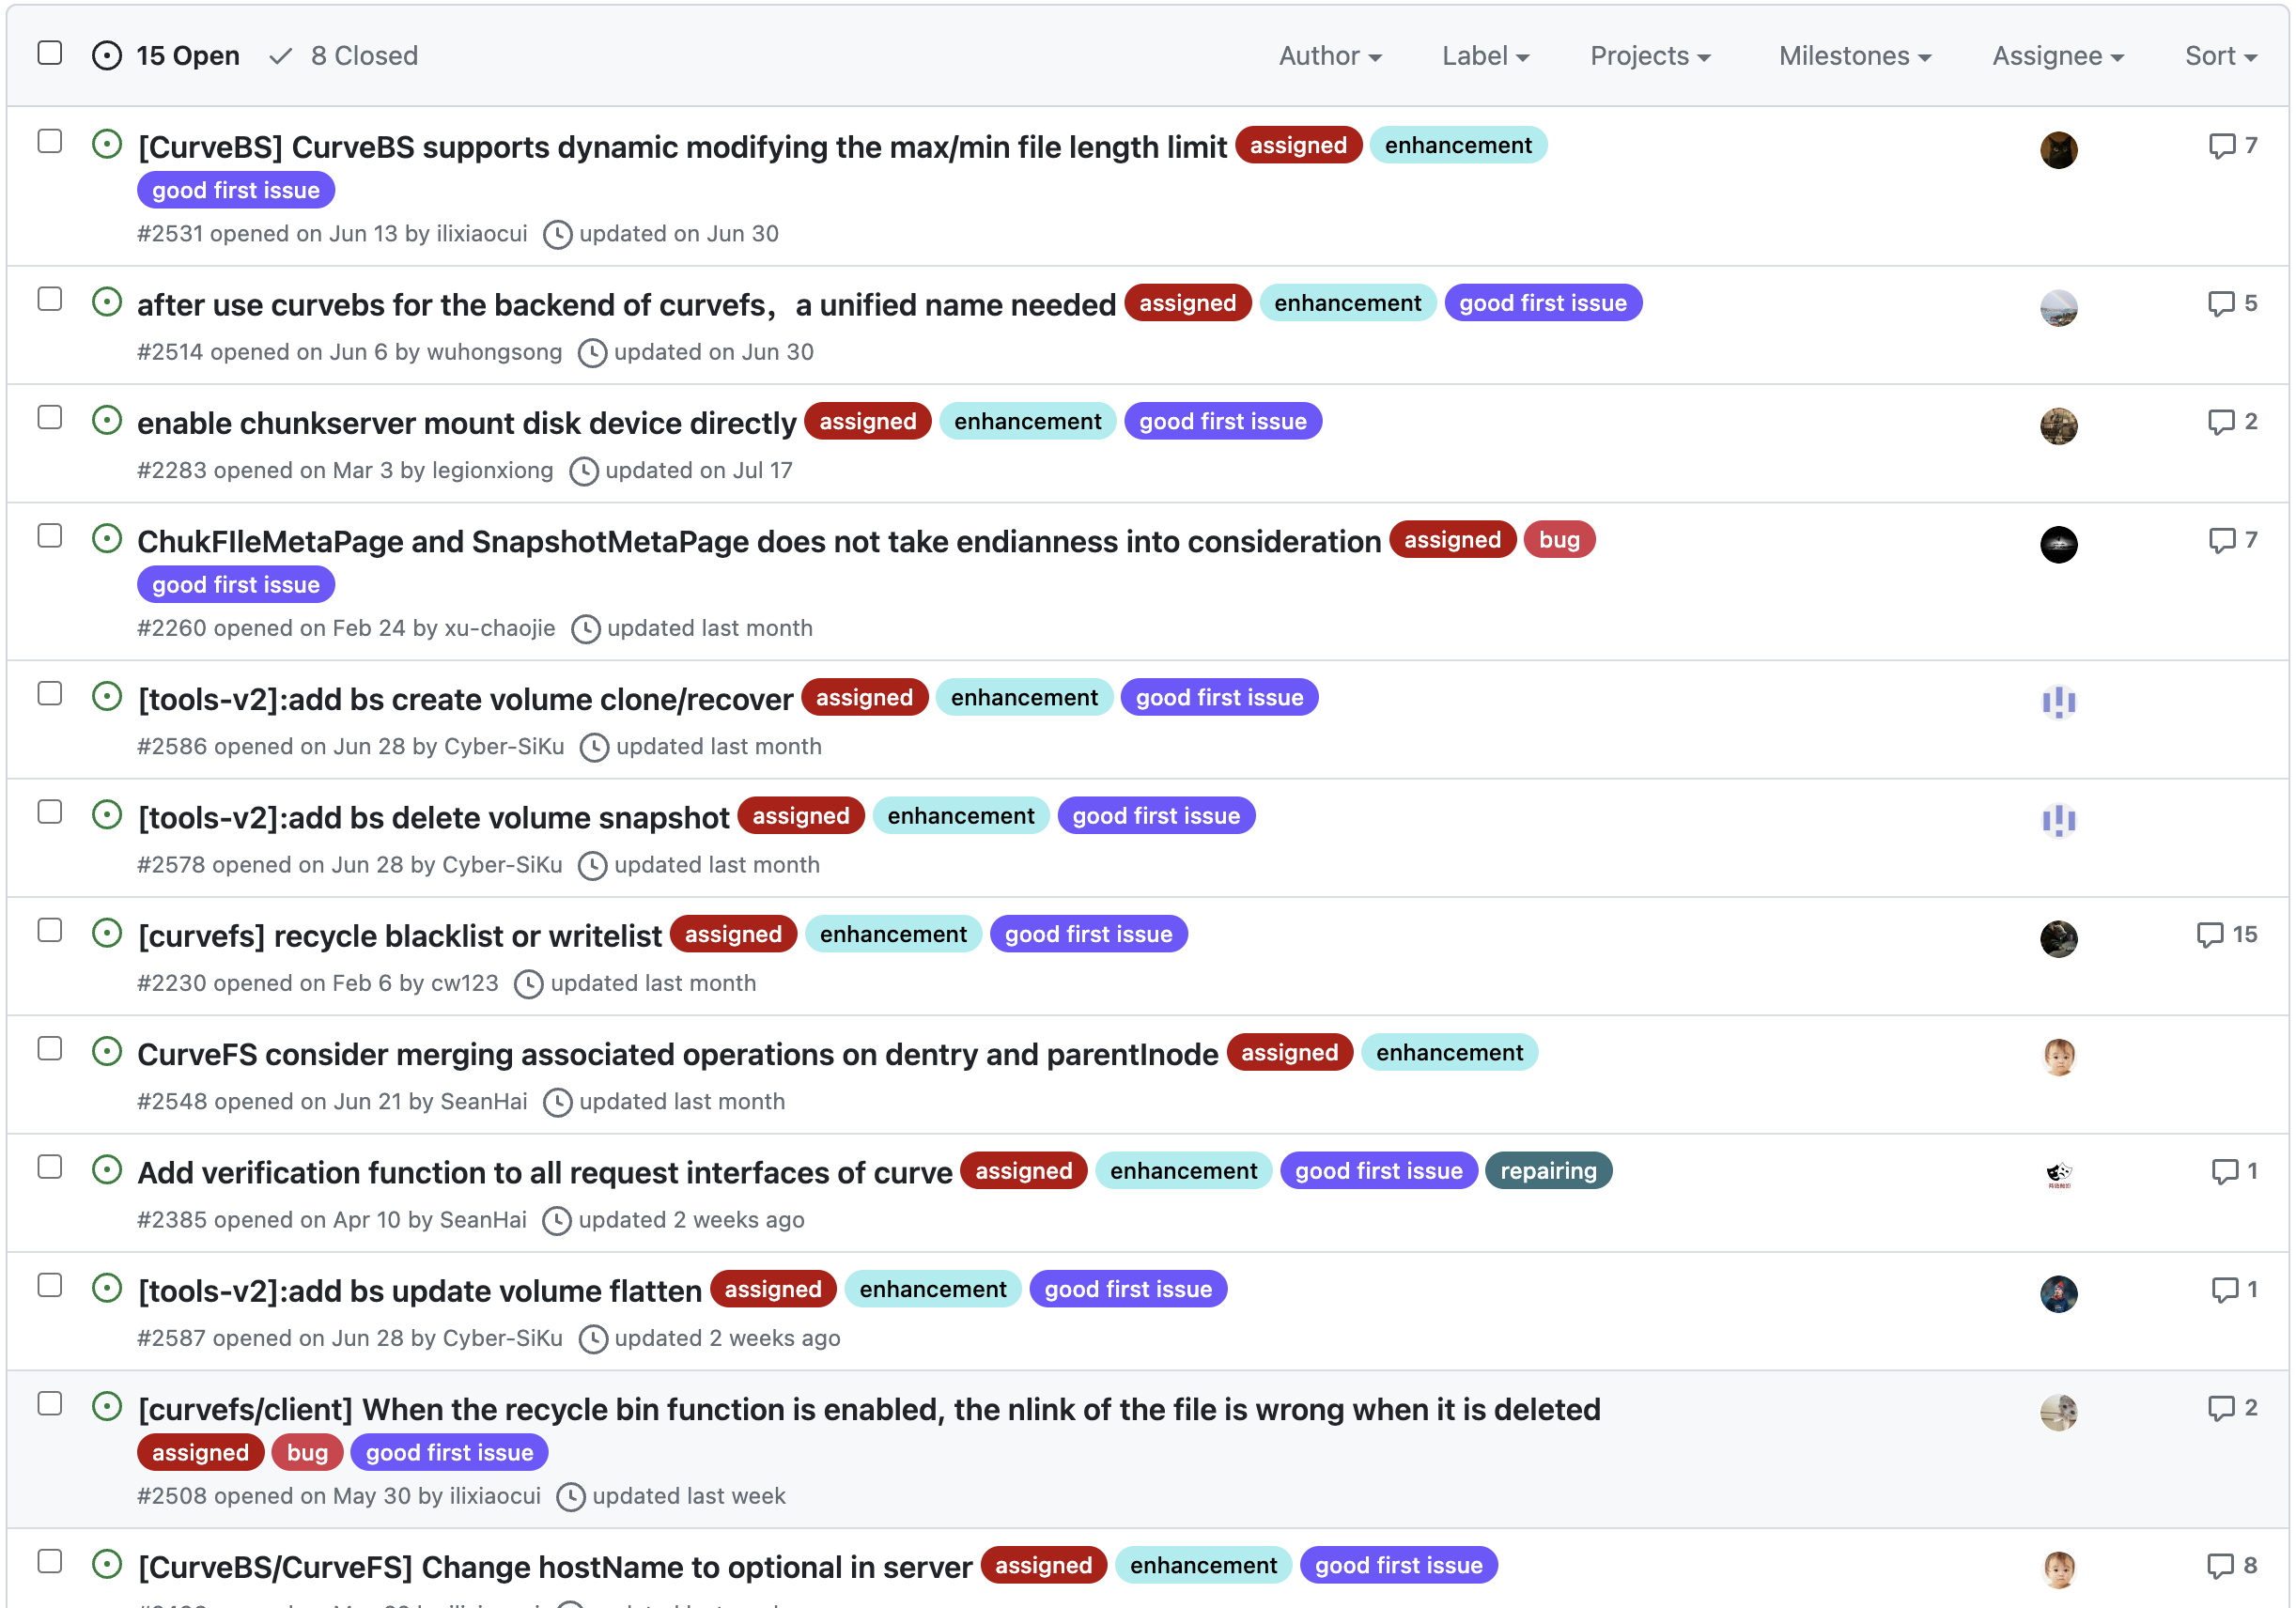 15 Open 8 Closed Author Label Projects Milestones Assignee Sort
[CurveBS] CurveBS supports dynamic modifying the max/min file length limit assigned enhancement 7
good first issue
#2531 opened on Jun 13 by ilixiaocui updated on Jun 30
after use curvebs for the backend of curvefs，a unified name needed assigned enhancement good first issue 5
#2514 opened on Jun 6 by wuhongsong updated on Jun 30
enable chunkserver mount disk device directly assigned enhancement good first issue 2
#2283 opened on Mar 3 by legionxiong updated on Jul 17
ChukFIleMetaPage and SnapshotMetaPage does not take endianness into consideration assigned bug 7
good first issue
#2260 opened on Feb 24 by xu-chaojie updated last month
[tools-v2]:add bs create volume clone/recover assigned enhancement good first issue
#2586 opened on Jun 28 by Cyber-SiKu updated last month
[tools-v2]:add bs delete volume snapshot assigned enhancement good first issue
#2578 opened on Jun 28 by Cyber-SiKu updated last month
[curvefs] recycle blacklist or writelist assigned enhancement good first issue 15
#2230 opened on Feb 6 by cw123 updated last month
CurveFS consider merging associated operations on dentry and parentInode assigned enhancement
#2548 opened on Jun 21 by SeanHai updated last month
Add verification function to all request interfaces of curve assigned enhancement good first issue repairing 1
#2385 opened on Apr 10 by SeanHai updated 2 weeks ago
[tools-v2]:add bs update volume flatten assigned enhancement good first issue 1
#2587 opened on Jun 28 by Cyber-SiKu updated 2 weeks ago
[curvefs/client] When the recycle bin function is enabled, the nlink of the file is wrong when it is deleted 2
assigned bug good first issue
#2508 opened on May 30 by ilixiaocui updated last week
[CurveBS/CurveFS] Change hostName to optional in server assigned enhancement good first issue 8